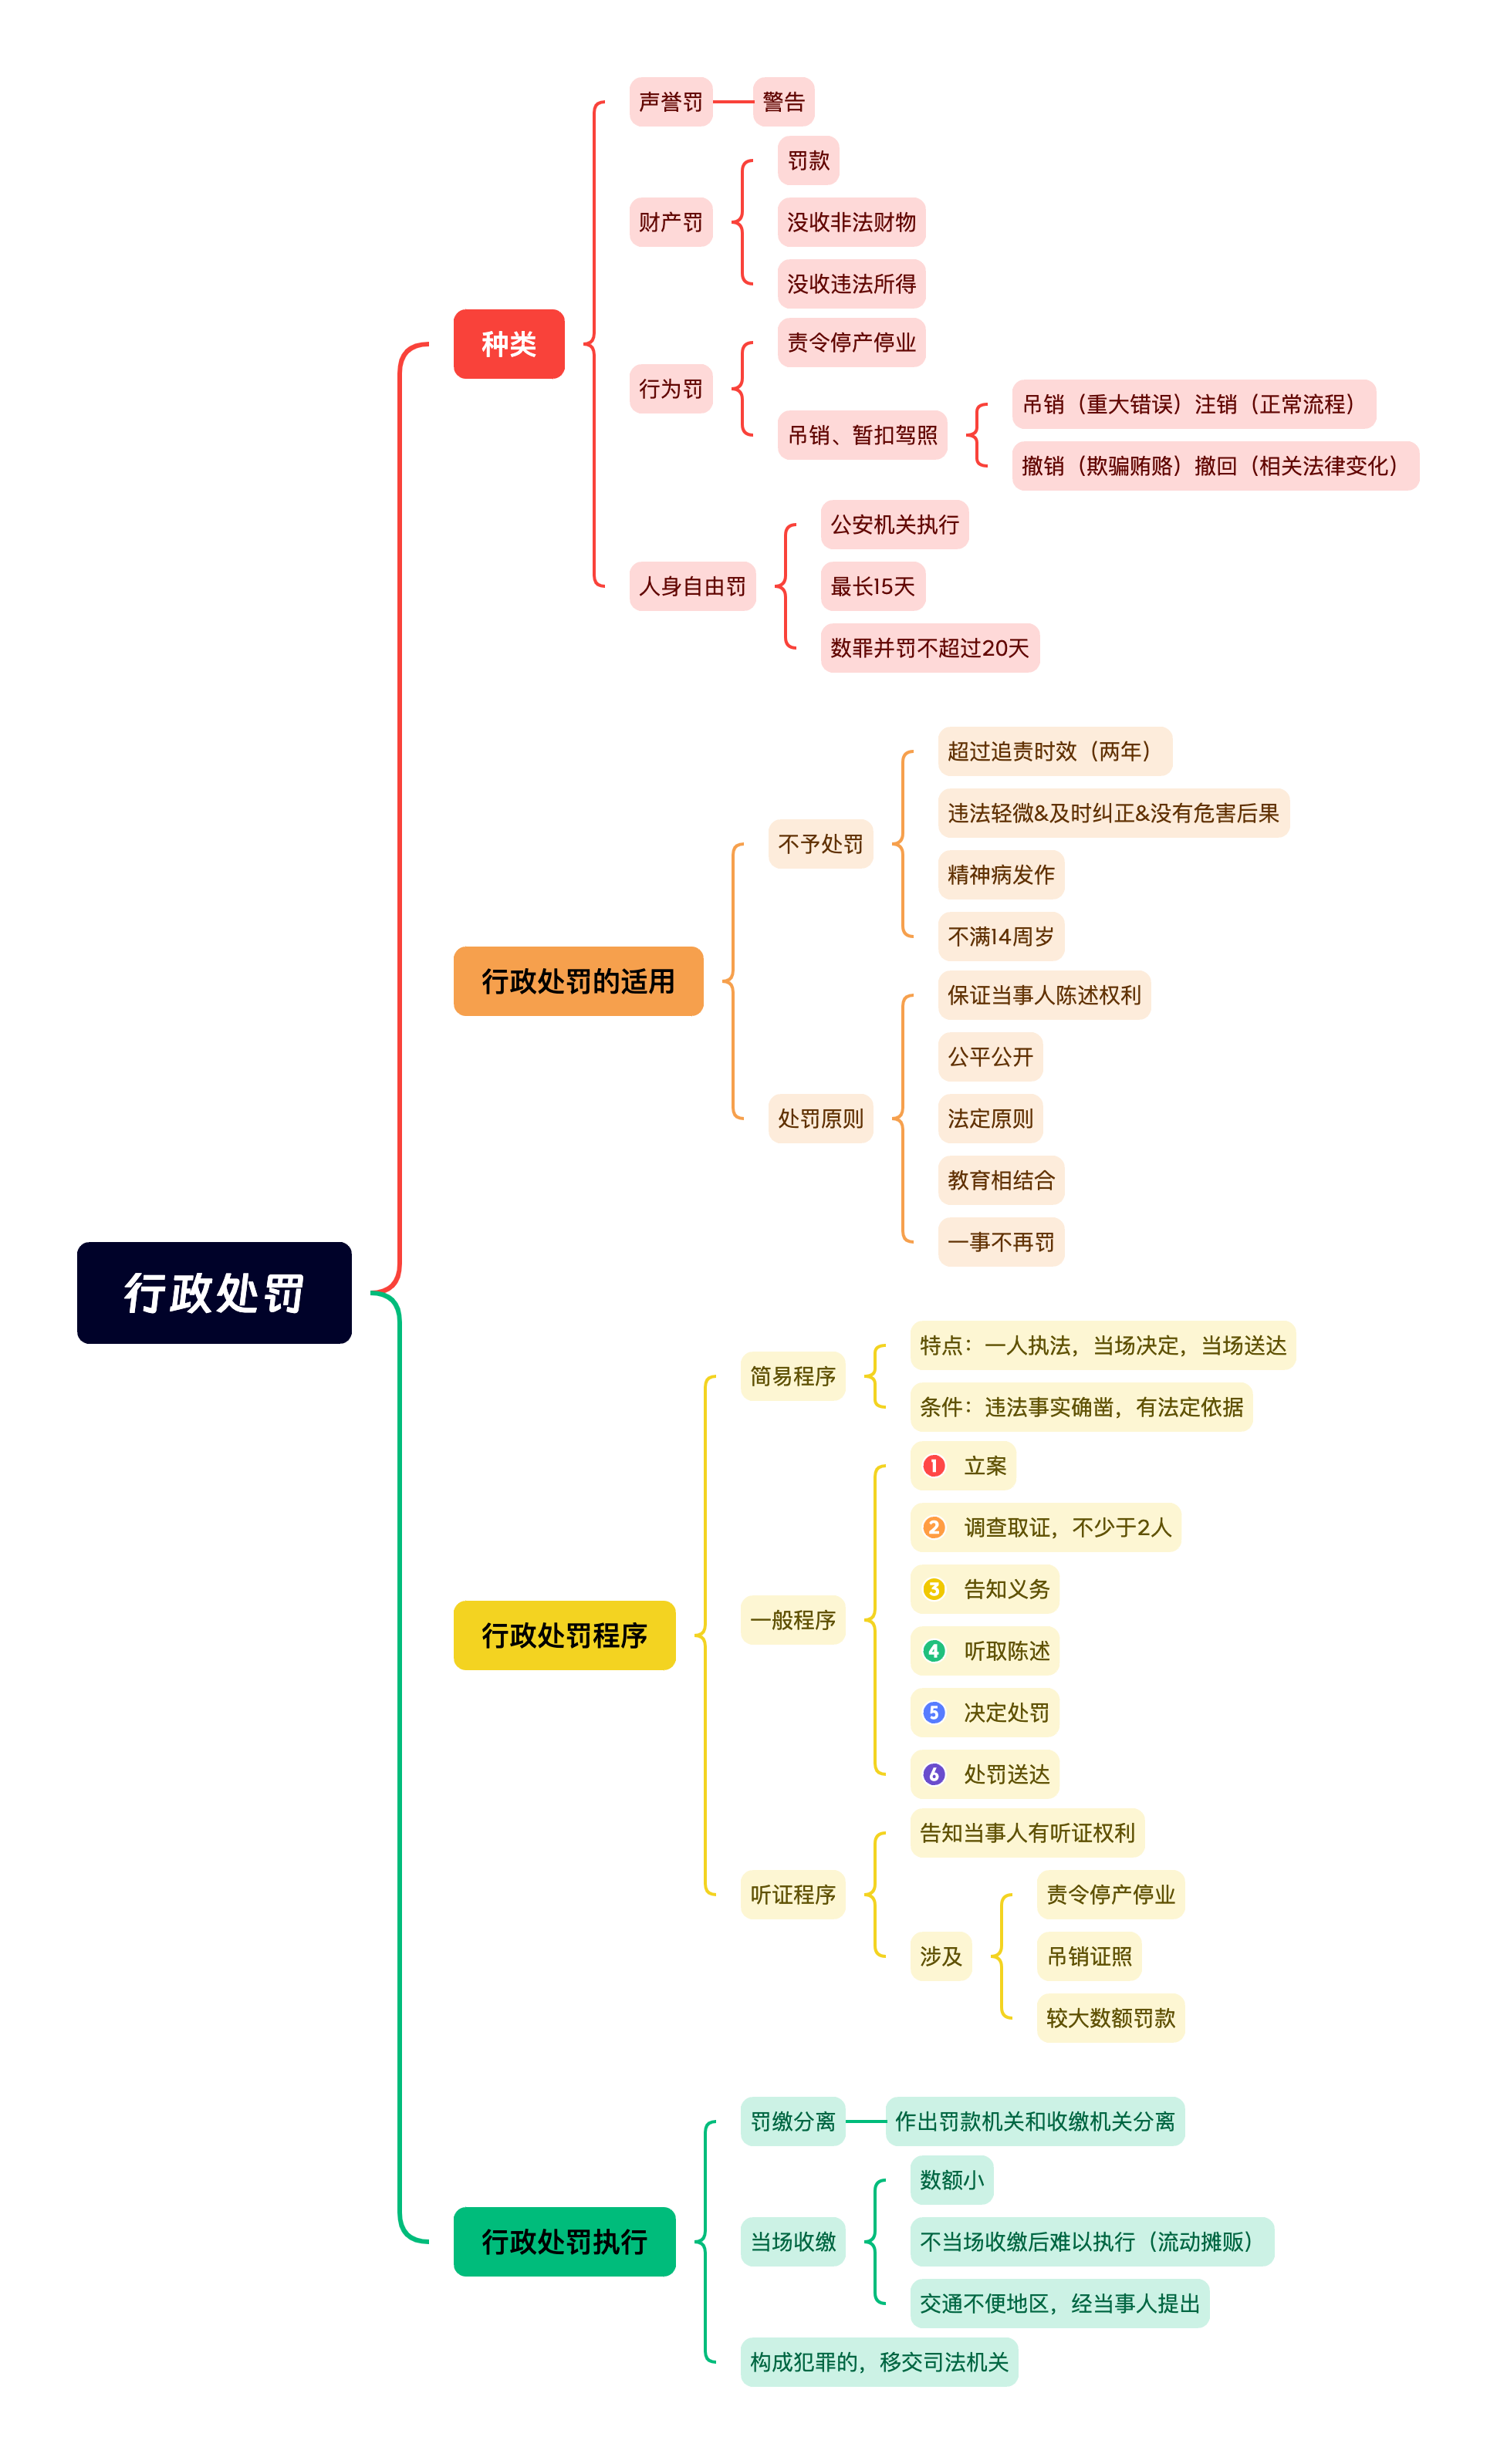 行政处罚
种类
声誉罚
警告
财产罚
罚款
没收非法财物
没收违法所得
行为罚
责令停产停业
吊销、暂扣驾照
吊销（重大错误）注销（正常流程）
撤销（欺骗贿赂）撤回（相关法律变化）
人身自由罚
公安机关执行
最长15天
数罪并罚不超过20天
行政处罚的适用
不予处罚
超过追责时效（两年）
违法轻微&及时纠正&没有危害后果
精神病发作
不满14周岁
处罚原则
保证当事人陈述权利
公平公开
法定原则
教育相结合
一事不再罚
行政处罚程序
简易程序
特点：一人执法，当场决定，当场送达
条件：违法事实确凿，有法定依据
一般程序
1 立案
2 调查取证，不少于2人
3 告知义务
4 听取陈述
5 决定处罚
6 处罚送达
听证程序
告知当事人有听证权利
涉及
责令停产停业
吊销证照
较大数额罚款
行政处罚执行
罚缴分离
作出罚款机关和收缴机关分离
当场收缴
数额小
不当场收缴后难以执行（流动摊贩）
交通不便地区，经当事人提出
构成犯罪的，移交司法机关